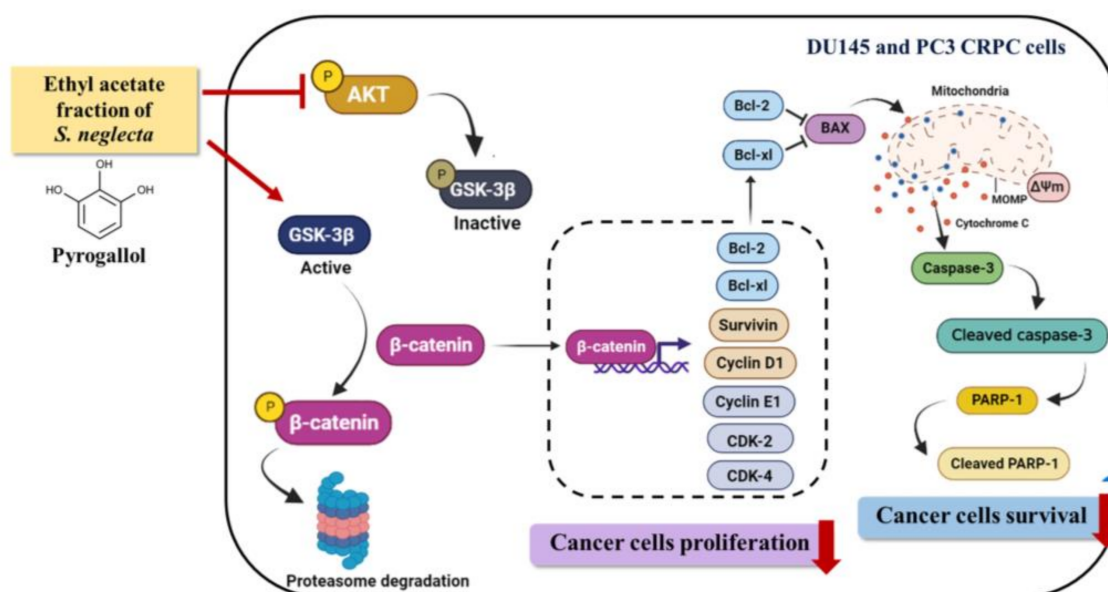 DU145 and PC3 CRPC cells
Ethyl acetate
fraction of
S. neglecta
OH
HO
OH
Pyrogallol
P
AKT
P
GSK-3β
Inactive
GSK-3β
Active
β-catenin
P
β-catenin
Proteasome degradation
β-catenin
Bcl-2
Bcl-xl
Survivin
Cyclin D1
Cyclin E1
CDK-2
CDK-4
Bcl-2
Bcl-xl
BAX
Mitochondria
MOMP
ΔΨm
Cytochrome C
Caspase-3
Cleaved caspase-3
PARP-1
Cleaved PARP-1
Cancer cells proliferation
Cancer cells survival